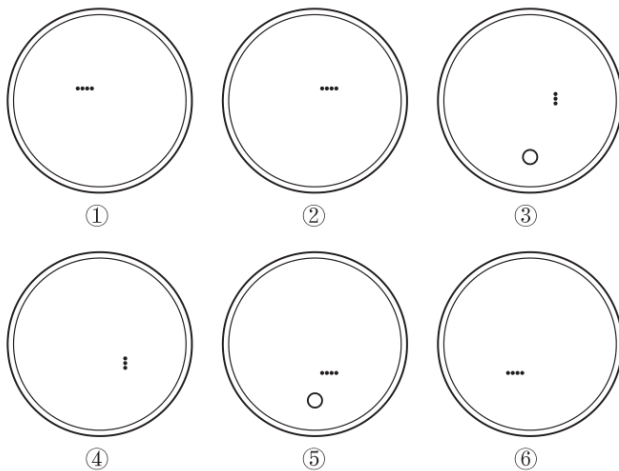 ① ② ③
④ ⑤ ⑥